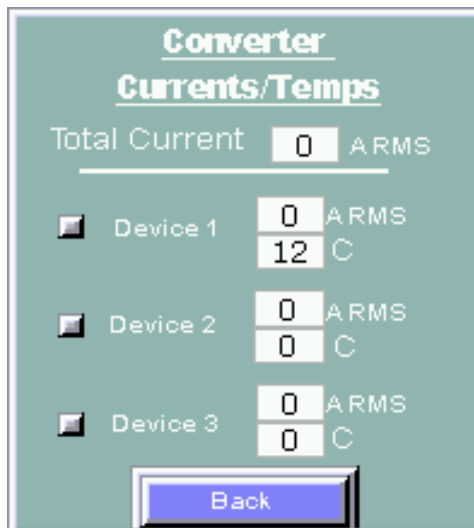 Converter
Currents/Temps
Total Current 0 ARMS
Device 1 0 ARMS
12 C
Device 2 0 ARMS
0 C
Device 3 0 ARMS
0 C
Back